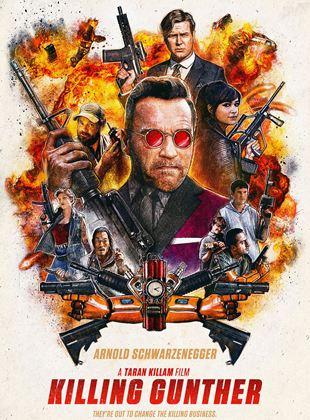 ARNOLD SCHWARZENEGGER
A TARAN KILLAM FILM
KILLING GUNTHER
THEY'RE OUT TO CHANGE THE KILLING BUSINESS.